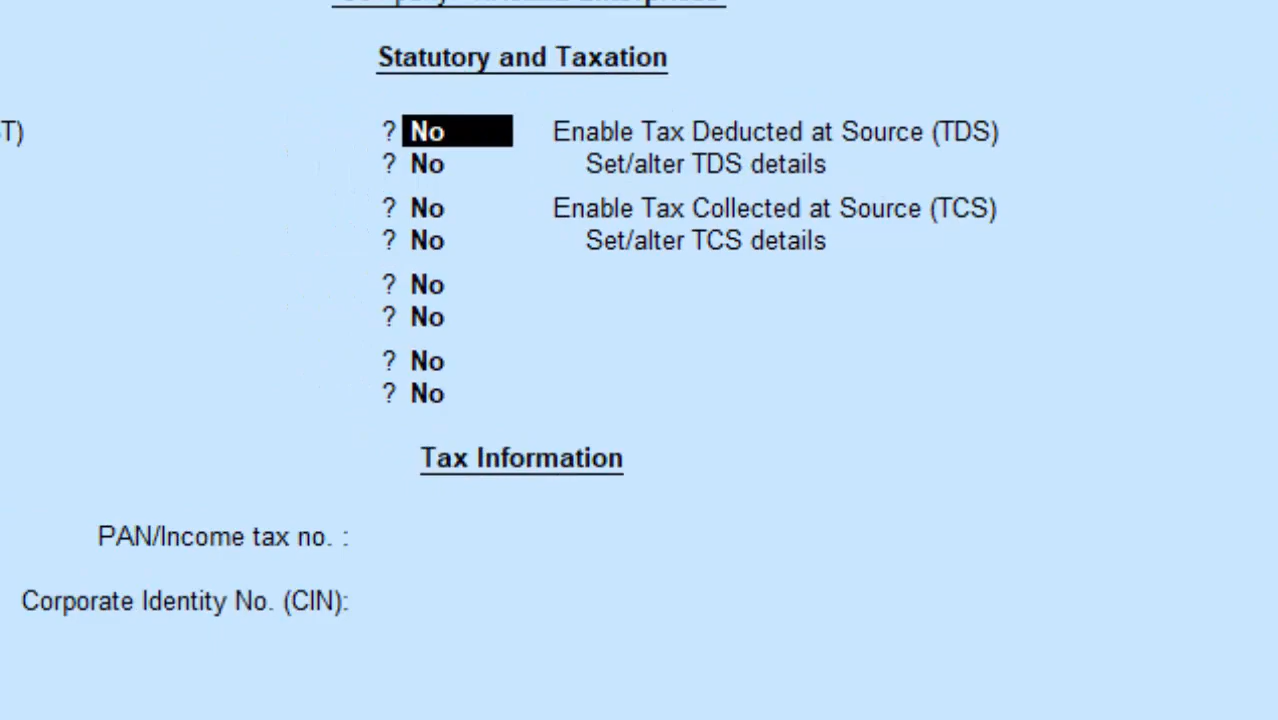 Statutory and Taxation
T) ? No Enable Tax Deducted at Source (TDS)
? No Set/alter TDS details
? No Enable Tax Collected at Source (TCS)
? No Set/alter TCS details
? No
? No
? No
? No
Tax Information
PAN/Income tax no. :
Corporate Identity No. (CIN):